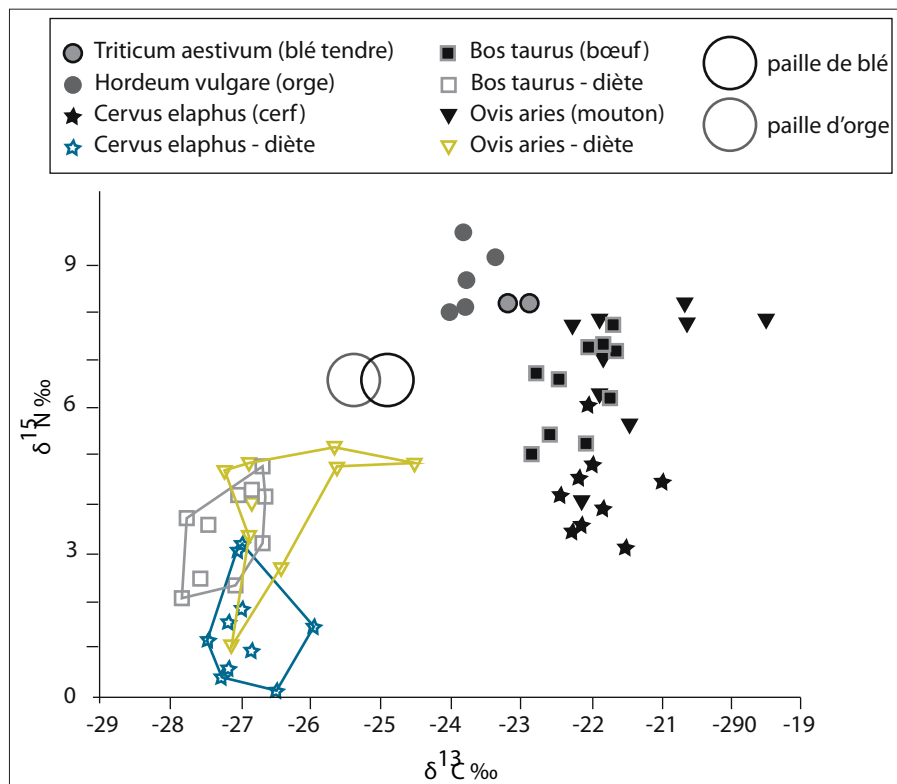 Triticum aestivum (blé tendre)
Hordeum vulgare (orge)
Cervus elaphus (cerf)
Cervus elaphus - diète
Bos taurus (bœuf)
Bos taurus - diète
Ovis aries (mouton)
Ovis aries - diète
paille de blé
paille d'orge
9
6
3
0
δ15N ‰
-29 -28 -27 -26 -25 -24 -23 -22 -21 -290 -19
δ13C ‰